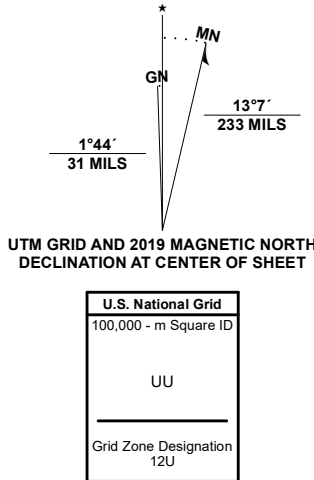 ★
MN
GN
13°7´
233 MILS
1°44´
31 MILS
UTM GRID AND 2019 MAGNETIC NORTH
DECLINATION AT CENTER OF SHEET
U.S. National Grid
100,000 - m Square ID
UU
Grid Zone Designation
12U